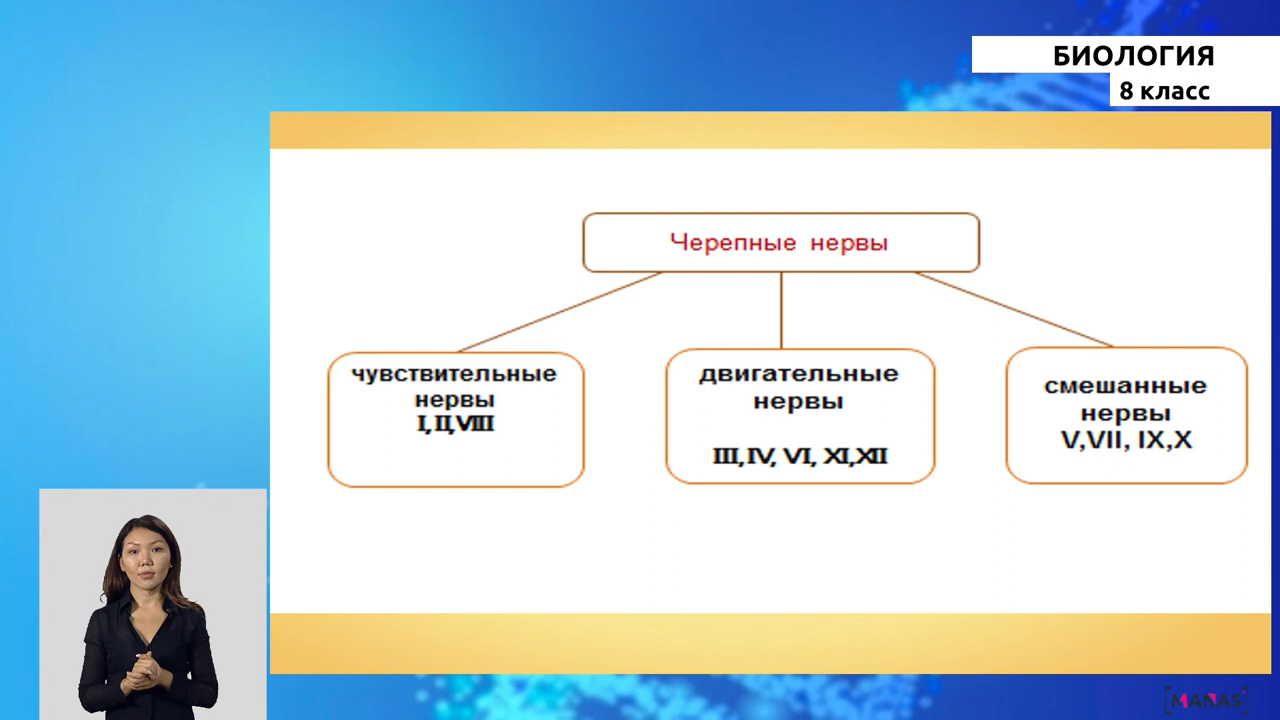 БИОЛОГИЯ
8 класс
Черепные нервы
чувствительные
нервы
I, II,VIII
двигательные
нервы
III, IV, VI, XI,XII
смешанные
нервы
V,VII, IX,X
MANAS